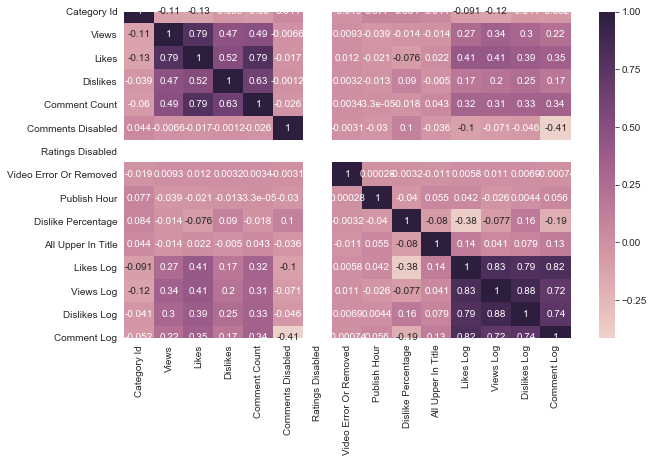 Category Id -0.11 -0.13 -0.091 -0.12
Views -0.11 1 0.79 0.47 0.49 -0.0066 0.0093 -0.039 -0.014 -0.014 0.27 0.34 0.3 0.22
Likes -0.13 0.79 1 0.52 0.79 -0.017 0.012 -0.021 -0.076 0.022 0.41 0.41 0.39 0.35
Dislikes -0.039 0.47 0.52 1 0.63 -0.0012 0.0032 -0.013 0.09 -0.005 0.17 0.2 0.25 0.17
Comment Count -0.06 0.49 0.79 0.63 1 -0.026 0.0034 -3.3e-05 -0.018 0.043 0.32 0.31 0.33 0.34
Comments Disabled 0.044 -0.0066 -0.017 -0.0012 -0.026 1 -0.0031 -0.03 0.1 -0.036 -0.1 -0.071 -0.046 -0.41
Ratings Disabled
Video Error Or Removed -0.019 0.0093 0.012 0.0032 0.0034 -0.0031 1 0.00028 -0.0032 -0.011 0.0058 0.011 0.0069 -0.00074
Publish Hour 0.077 -0.039 -0.021 -0.013 -3.3e-05 -0.03 0.00028 1 -0.04 0.055 0.042 -0.026 0.0044 0.056
Dislike Percentage 0.084 -0.014 -0.076 0.09 -0.018 0.1 -0.0032 -0.04 1 -0.08 -0.38 -0.077 0.16 -0.19
All Upper In Title 0.044 -0.014 0.022 -0.005 0.043 -0.036 -0.011 0.055 -0.08 1 0.14 0.041 0.079 0.13
Likes Log -0.091 0.27 0.41 0.17 0.32 -0.1 0.0058 0.042 -0.38 0.14 1 0.83 0.79 0.82
Views Log -0.12 0.34 0.41 0.2 0.31 -0.071 0.011 -0.026 -0.077 0.041 0.83 1 0.88 0.72
Dislikes Log -0.041 0.3 0.39 0.25 0.33 -0.046 0.0069 0.0044 0.16 0.079 0.79 0.88 1 0.74
Comment Log -0.052 0.22 0.35 0.17 0.34 -0.41 -0.00074 0.056 -0.19 0.13 0.82 0.72 0.74 1
Category Id
Views
Likes
Dislikes
Comment Count
Comments Disabled
Ratings Disabled
Video Error Or Removed
Publish Hour
Dislike Percentage
All Upper In Title
Likes Log
Views Log
Dislikes Log
Comment Log
1.00
0.75
0.50
0.25
0.00
−0.25